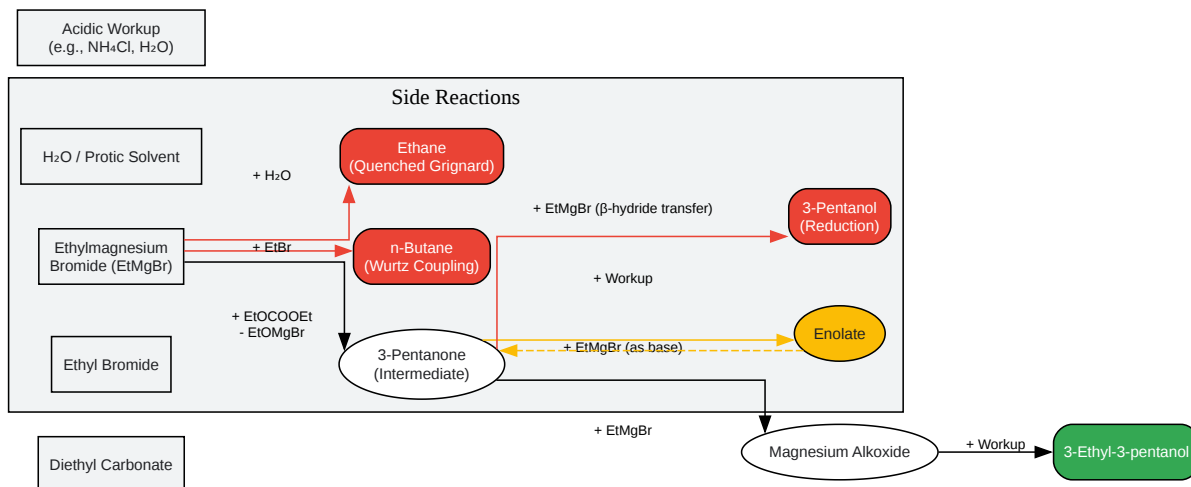 Acidic Workup
(e.g., NH₄Cl, H₂O)
Side Reactions
H₂O / Protic Solvent
+ H₂O
Ethane
(Quenched Grignard)
+ EtMgBr (β-hydride transfer)
3-Pentanol
(Reduction)
Ethylmagnesium
Bromide (EtMgBr)
+ EtBr
n-Butane
(Wurtz Coupling)
+ Workup
+ EtOCOOEt
- EtOMgBr
3-Pentanone
(Intermediate)
+ EtMgBr (as base)
Enolate
Ethyl Bromide
+ EtMgBr
Magnesium Alkoxide
+ Workup
3-Ethyl-3-pentanol
Diethyl Carbonate